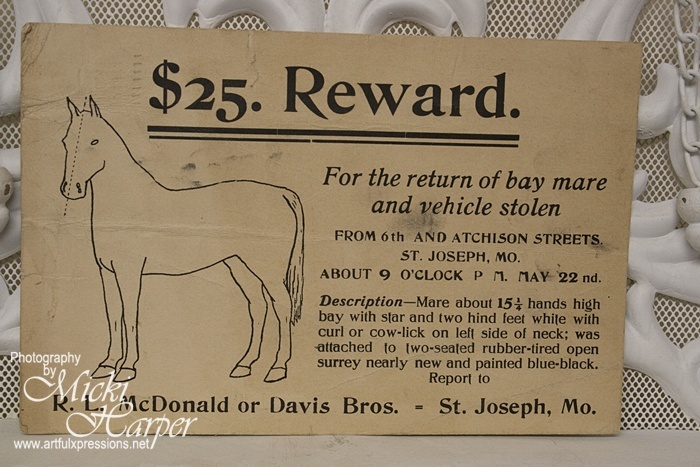 $25. Reward.
For the return of bay mare
and vehicle stolen
FROM 6th AND ATCHISON STREETS.
ST. JOSEPH, MO.
ABOUT 9 O'CLOCK P M. MAY 22 nd.
Description—Mare about 15½ hands high
bay with star and two hind feet white with
curl or cow-lick on left side of neck; was
attached to two-seated rubber-tired open
surrey nearly new and painted blue-black.
Report to
R. L. McDonald or Davis Bros. = St. Joseph, Mo.
Photography
by
Micki
Harper
www.artfulxpressions.net